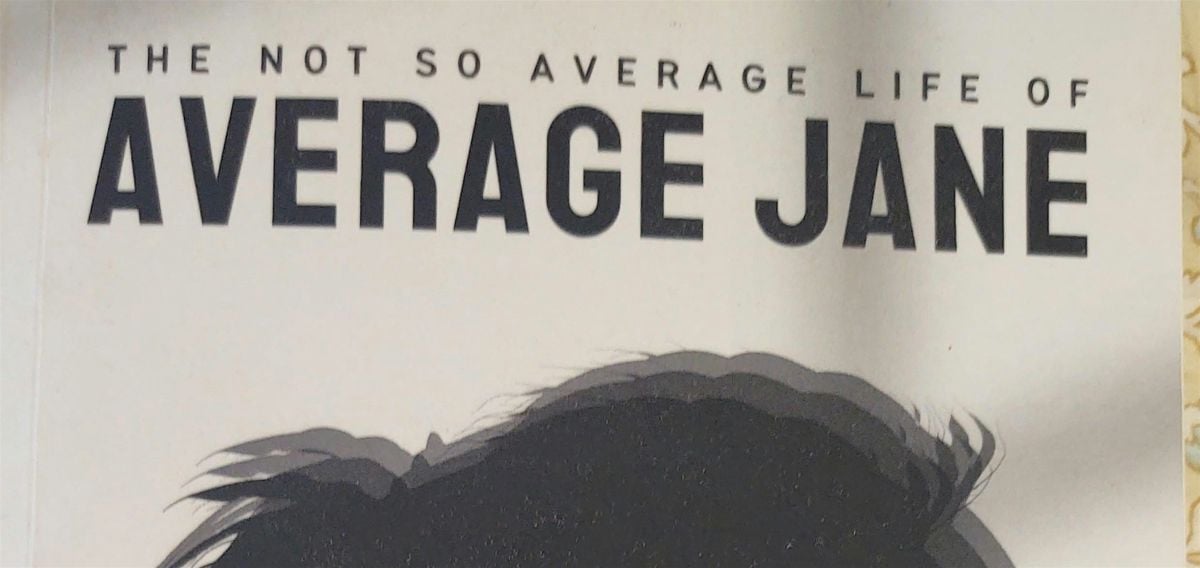 THE NOT SO AVERAGE LIFE OF
AVERAGE JANE